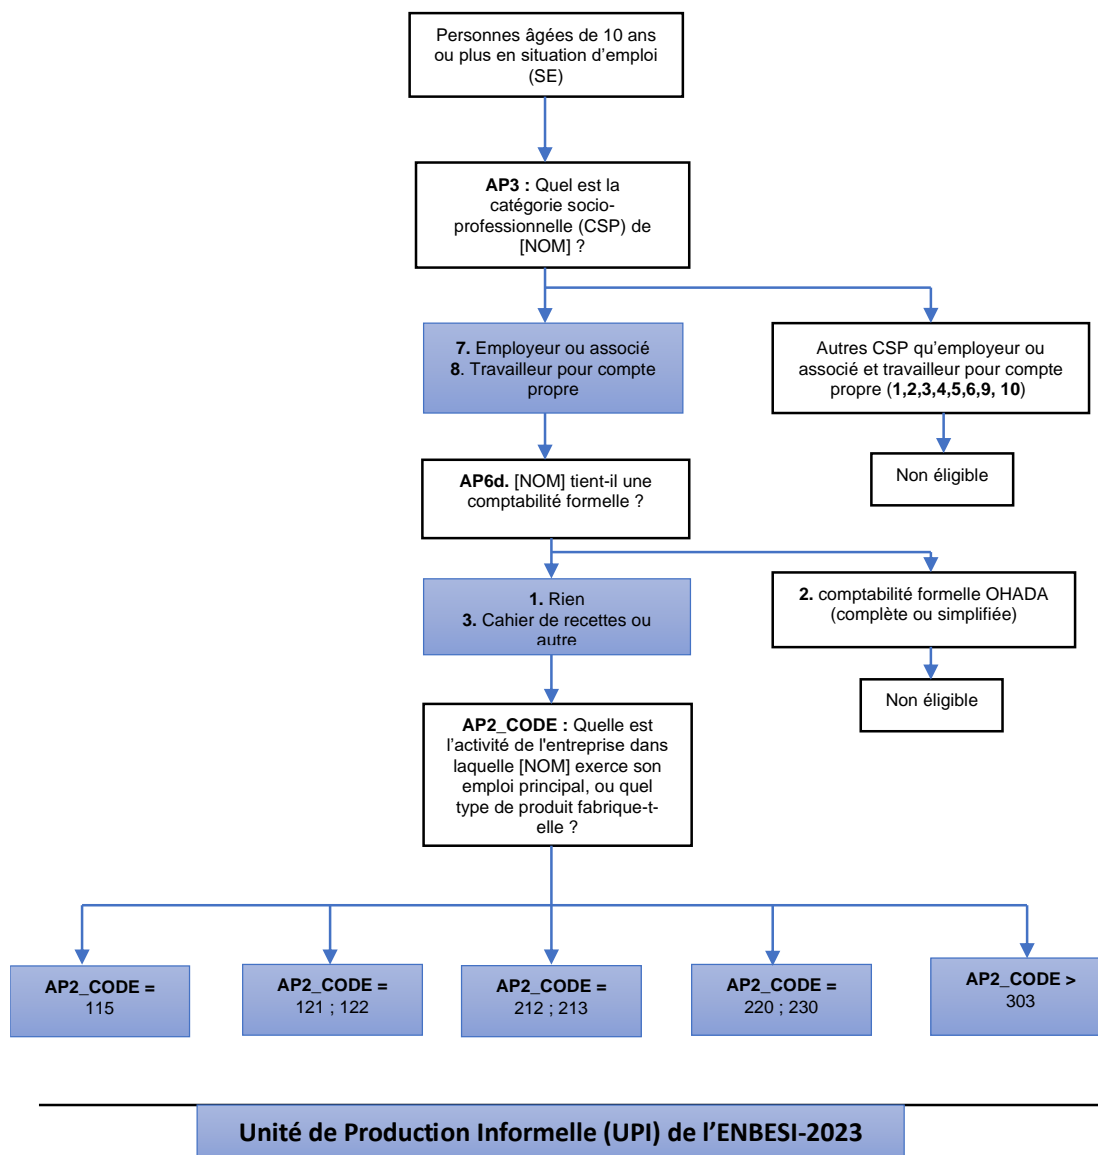 Personnes âgées de 10 ans
ou plus en situation d’emploi
(SE)
AP3 : Quel est la
catégorie socio-
professionnelle (CSP) de
[NOM] ?
7. Employeur ou associé
8. Travailleur pour compte
propre
Autres CSP qu’employeur ou
associé et travailleur pour compte
propre (1,2,3,4,5,6,9, 10)
Non éligible
AP6d. [NOM] tient-il une
comptabilité formelle ?
1. Rien
3. Cahier de recettes ou
autre
2. comptabilité formelle OHADA
(complète ou simplifiée)
Non éligible
AP2_CODE : Quelle est
l’activité de l'entreprise dans
laquelle [NOM] exerce son
emploi principal, ou quel
type de produit fabrique-t-
elle ?
AP2_CODE =
115
AP2_CODE =
121 ; 122
AP2_CODE =
212 ; 213
AP2_CODE =
220 ; 230
AP2_CODE >
303
Unité de Production Informelle (UPI) de l’ENBESI-2023